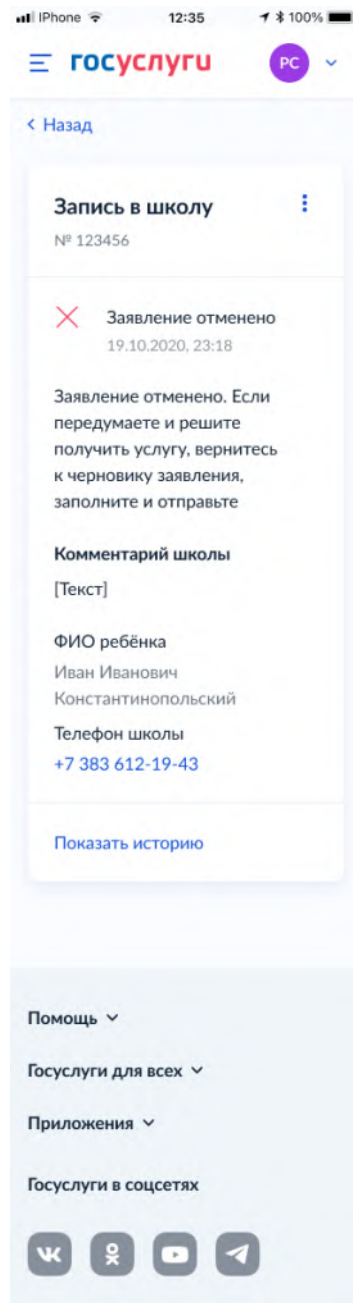 iPhone 12:35 100%
госуслуги РС
Назад
Запись в школу
№ 123456
Заявление отменено
19.10.2020, 23:18
Заявление отменено. Если
передумаете и решите
получить услугу, вернитесь
к черновику заявления,
заполните и отправьте
Комментарий школы
[Текст]
ФИО ребёнка
Иван Иванович
Константинопольский
Телефон школы
+7 383 612-19-43
Показать историю
Помощь
Госуслуги для всех
Приложения
Госуслуги в соцсетях